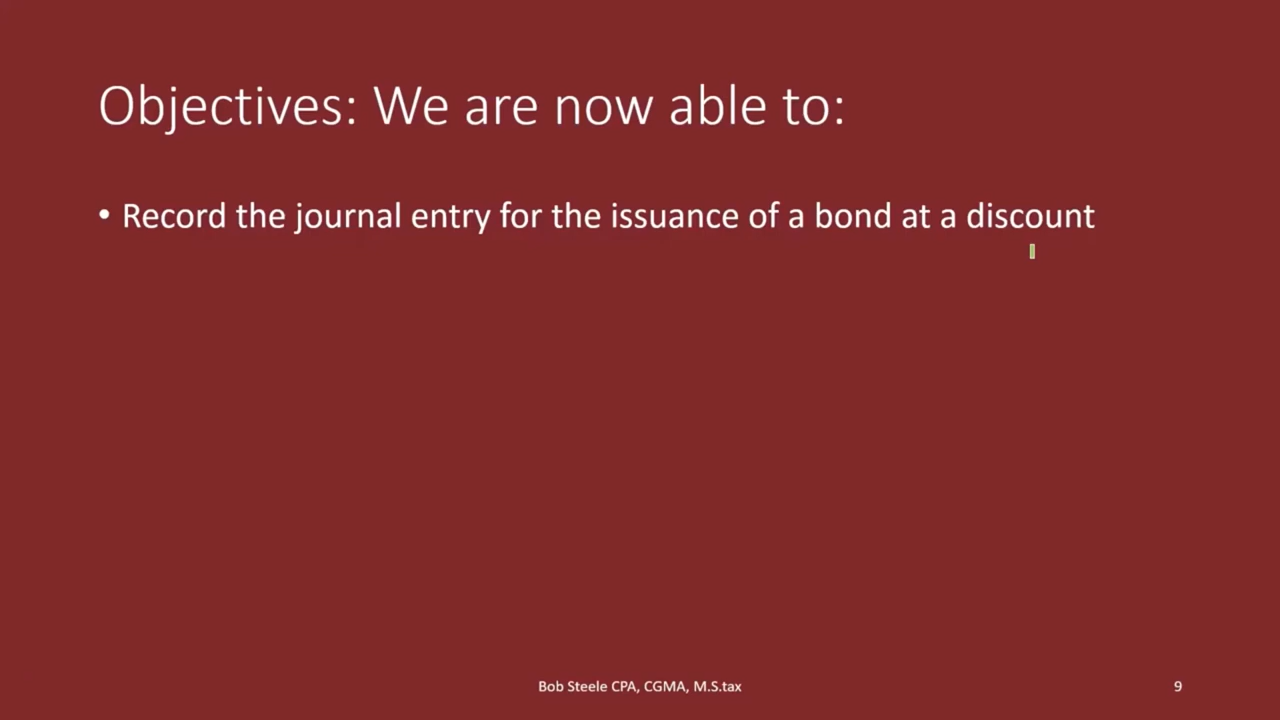 Objectives: We are now able to:
• Record the journal entry for the issuance of a bond at a discount
Bob Steele CPA, CGMA, M.S.tax
9